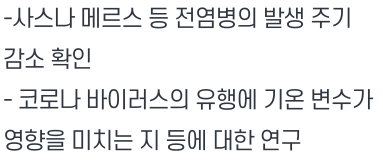 -사스나 메르스 등 전염병의 발생 주기
감소 확인
- 코로나 바이러스의 유행에 기온 변수가
영향을 미치는 지 등에 대한 연구